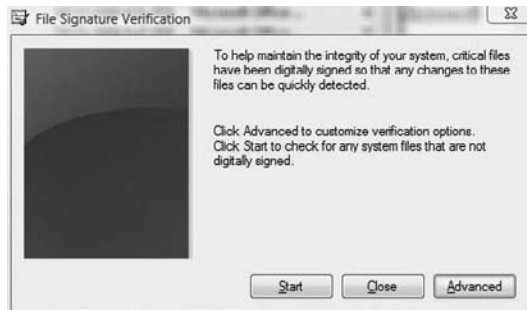 File Signature Verification
To help maintain the integrity of your system, critical files
have been digitally signed so that any changes to these
files can be quickly detected.
Click Advanced to customize verification options.
Click Start to check for any system files that are not
digitally signed.
Start
Close
Advanced